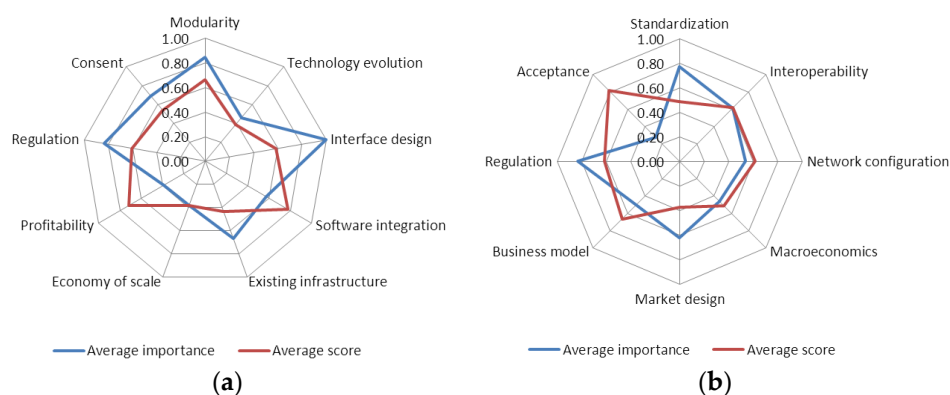 Modularity
1.00
0.80
0.60
0.40
0.20
0.00
Technology evolution
Interface design
Software integration
Existing infrastructure
Economy of scale
Profitability
Regulation
Consent
Average importance
Average score
(a)
Standardization
1.00
0.80
0.60
0.40
0.20
0.00
Interoperability
Network configuration
Macroeconomics
Market design
Business model
Regulation
Acceptance
Average importance
Average score
(b)